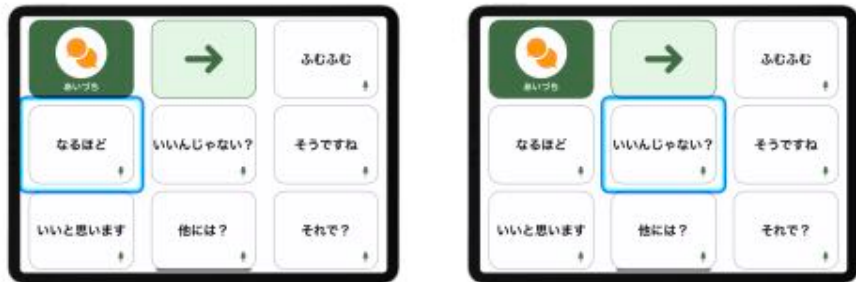 ふむふむ
あいづち
なるほど
いいんじゃない?
そうですね
いいと思います
他には?
それで?
ふむふむ
あいづち
なるほど
いいんじゃない?
そうですね
いいと思います
他には?
それで?